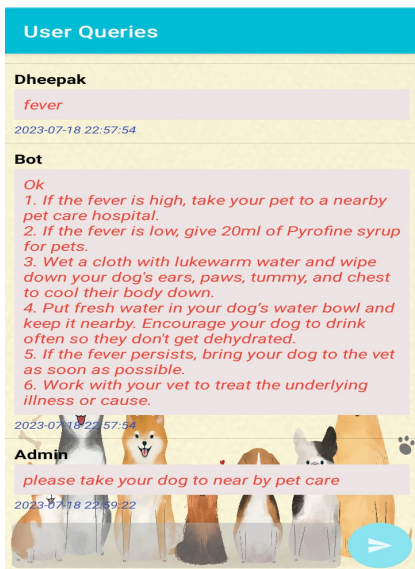 User Queries
Dheepak
fever
2023-07-18 22:57:54
Bot
Ok
1. If the fever is high, take your pet to a nearby
pet care hospital.
2. If the fever is low, give 20ml of Pyrofine syrup
for pets.
3. Wet a cloth with lukewarm water and wipe
down your dog's ears, paws, tummy, and chest
to cool their body down.
4. Put fresh water in your dog's water bowl and
keep it nearby. Encourage your dog to drink
often so they don't get dehydrated.
5. If the fever persists, bring your dog to the vet
as soon as possible.
6. Work with your vet to treat the underlying
illness or cause.
2023-07-18 22:57:54
Admin
please take your dog to near by pet care
2023-07-18 22:59:22